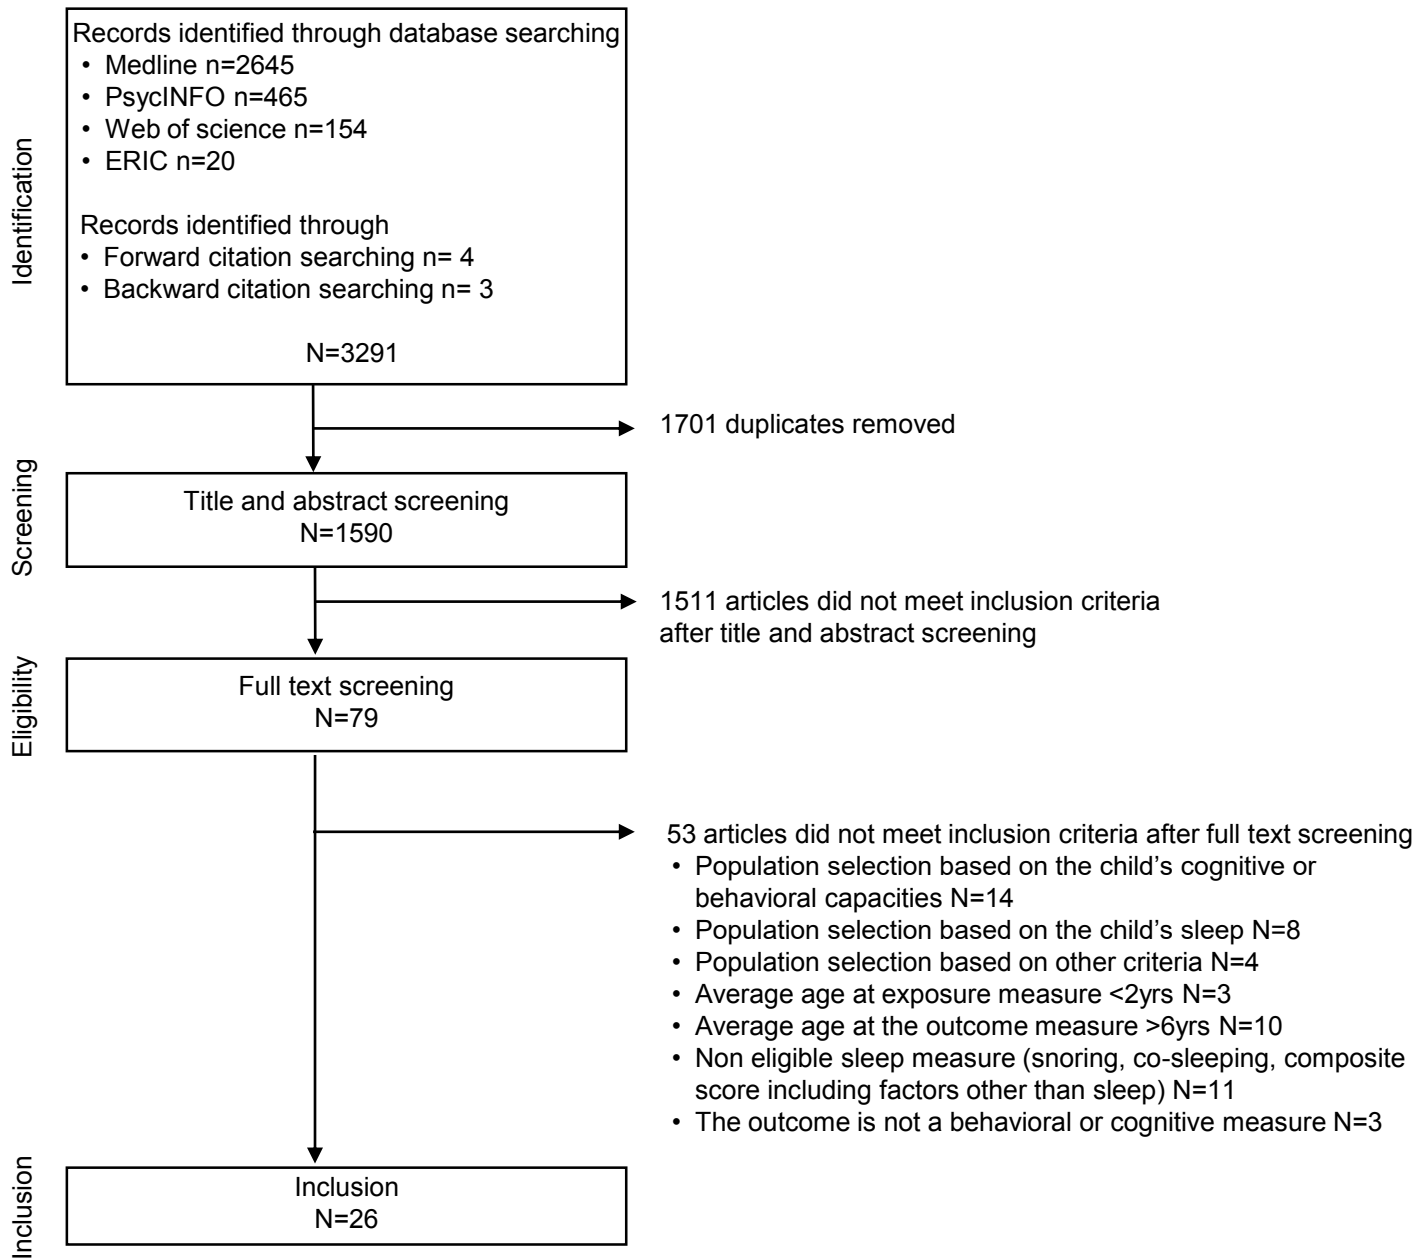 Identification
Records identified through database searching
• Medline n=2645
• PsycINFO n=465
• Web of science n=154
• ERIC n=20
Records identified through
• Forward citation searching n= 4
• Backward citation searching n= 3
N=3291
1701 duplicates removed
Screening
Title and abstract screening
N=1590
1511 articles did not meet inclusion criteria
after title and abstract screening
Eligibility
Full text screening
N=79
53 articles did not meet inclusion criteria after full text screening
• Population selection based on the child’s cognitive or
behavioral capacities N=14
• Population selection based on the child’s sleep N=8
• Population selection based on other criteria N=4
• Average age at exposure measure <2yrs N=3
• Average age at the outcome measure >6yrs N=10
• Non eligible sleep measure (snoring, co-sleeping, composite
score including factors other than sleep) N=11
• The outcome is not a behavioral or cognitive measure N=3
Inclusion
Inclusion
N=26